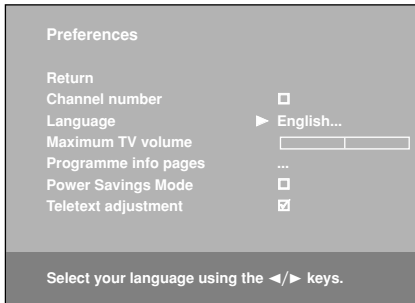 Preferences
Return
Channel number
Language ► English...
Maximum TV volume
Programme info pages ...
Power Savings Mode
Teletext adjustment
Select your language using the ◄/► keys.